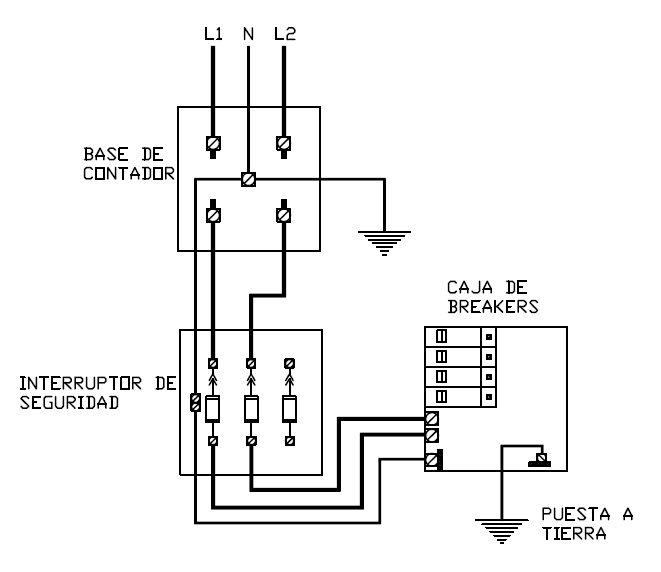 L1 N L2
BASE DE
CONTADOR
CAJA DE
BREAKERS
INTERRUPTOR DE
SEGURIDAD
PUESTA A
TIERRA